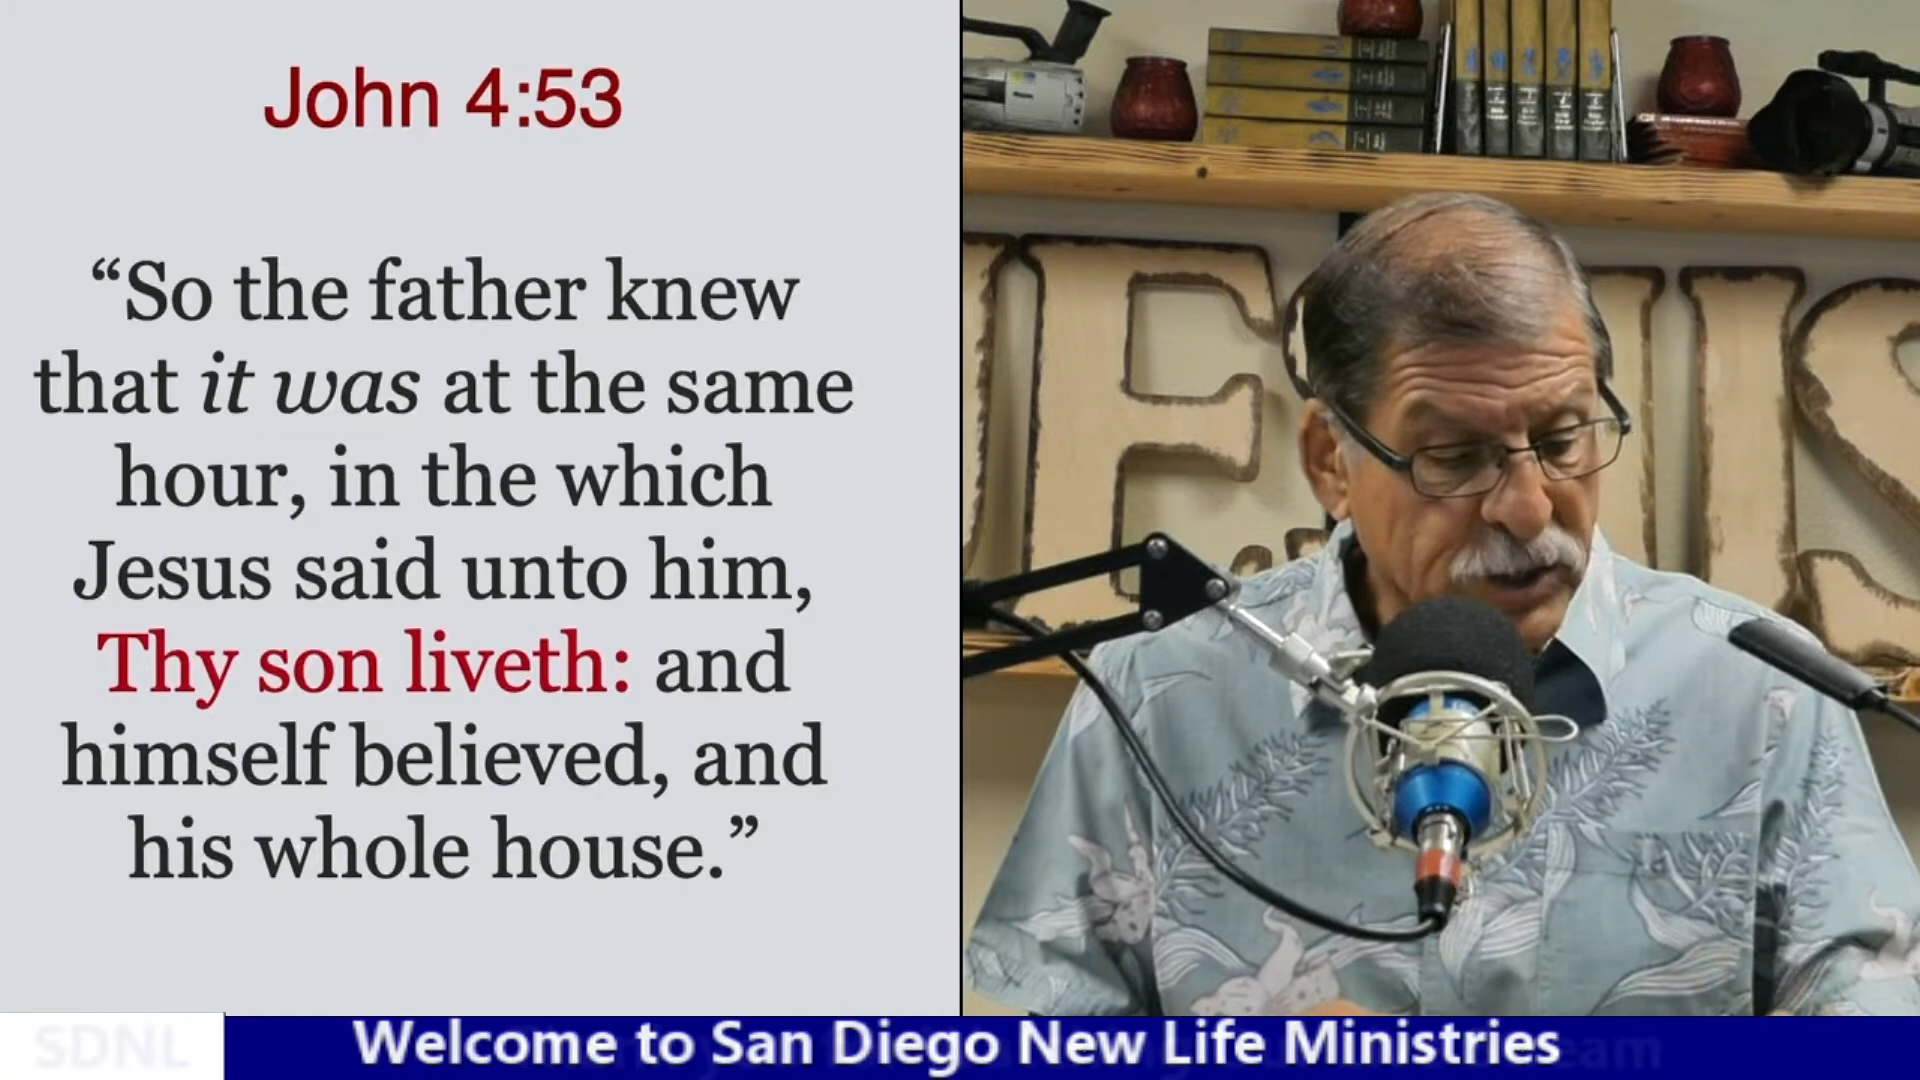 John 4:53
“So the father knew
that it was at the same
hour, in the which
Jesus said unto him,
Thy son liveth: and
himself believed, and
his whole house.”
JESUS
SDNL
Welcome to San Diego New Life Ministries